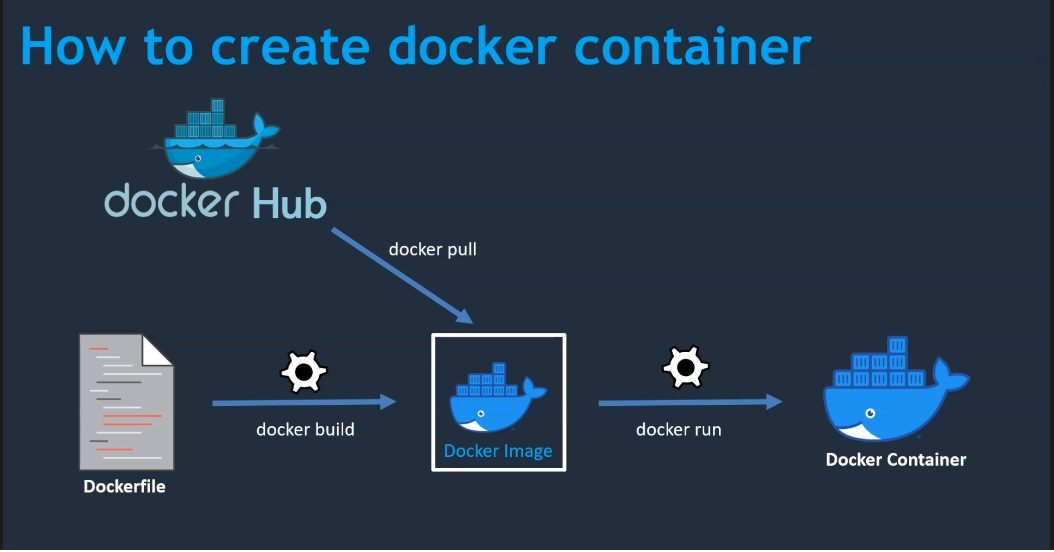 How to create docker container
docker Hub
docker pull
docker build
docker run
Docker Image
Docker Container
Dockerfile